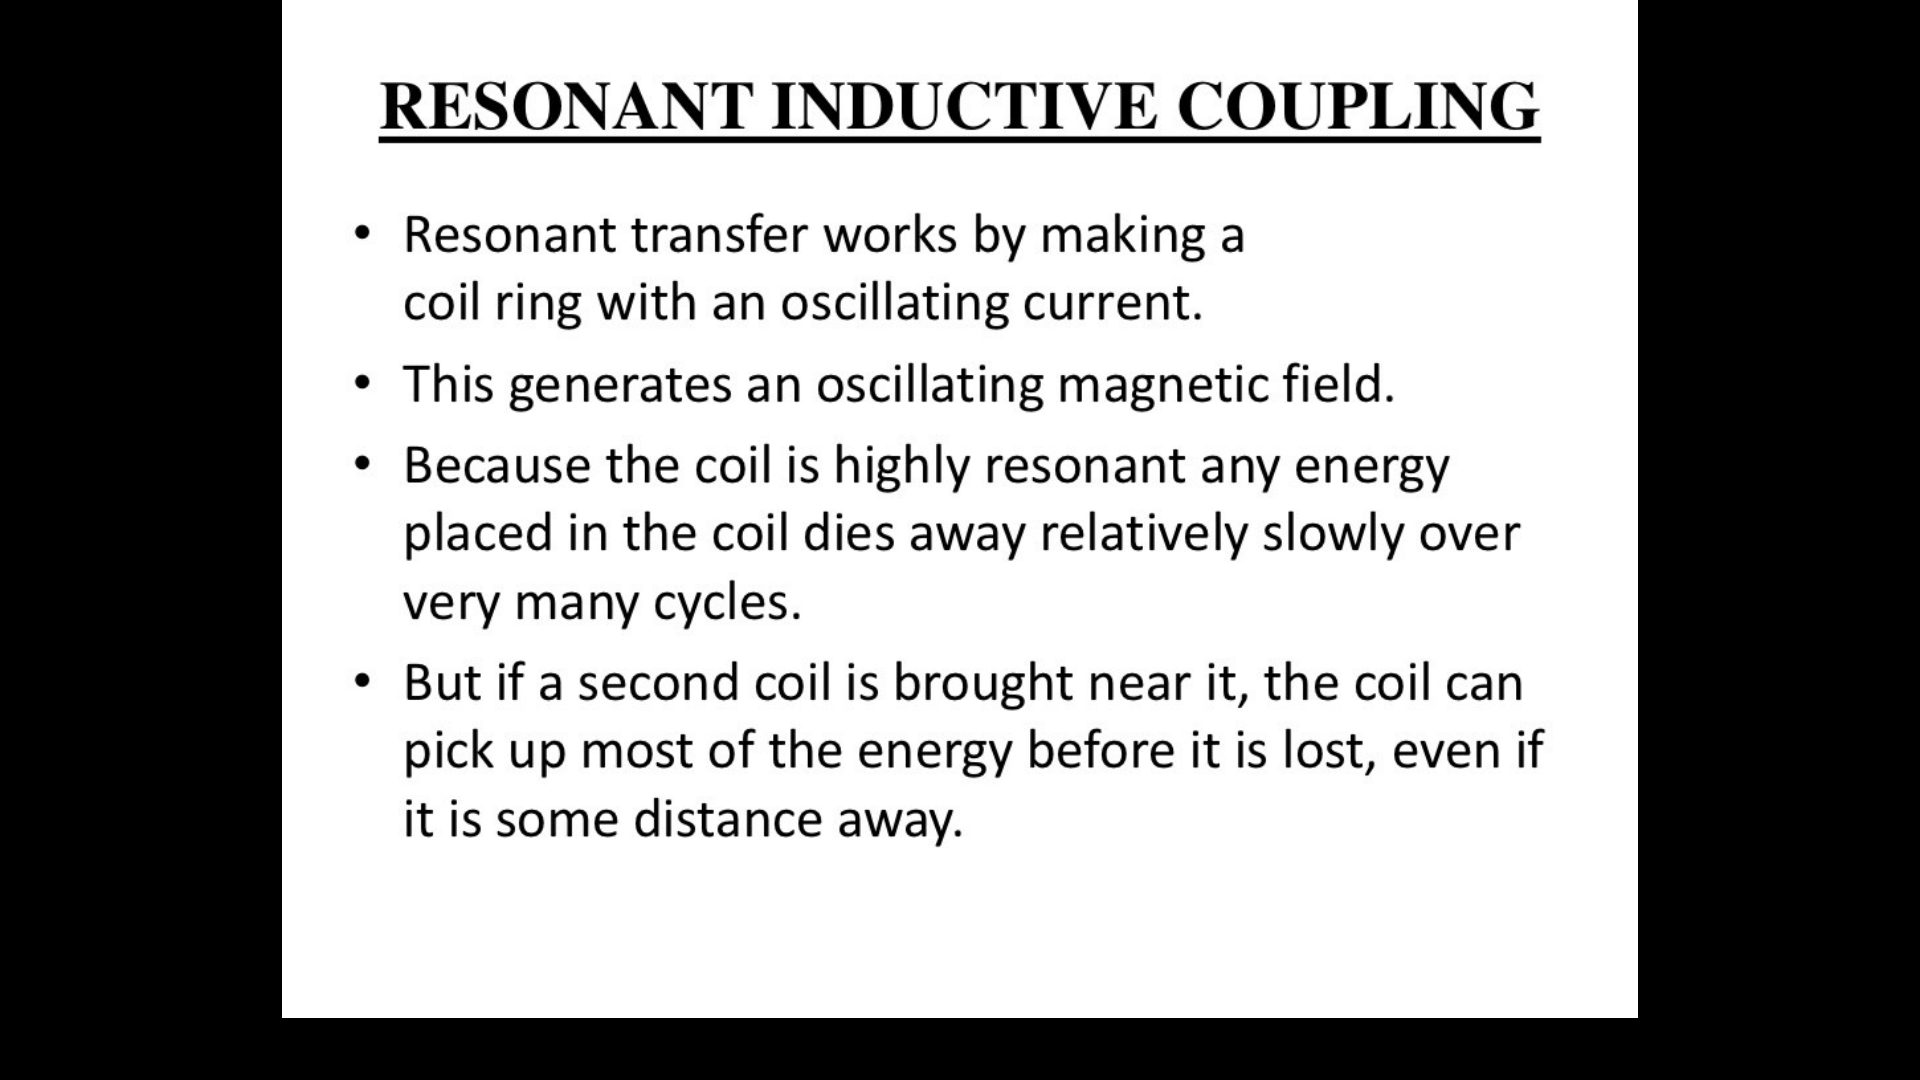 RESONANT INDUCTIVE COUPLING
• Resonant transfer works by making a
coil ring with an oscillating current.
• This generates an oscillating magnetic field.
• Because the coil is highly resonant any energy
placed in the coil dies away relatively slowly over
very many cycles.
• But if a second coil is brought near it, the coil can
pick up most of the energy before it is lost, even if
it is some distance away.